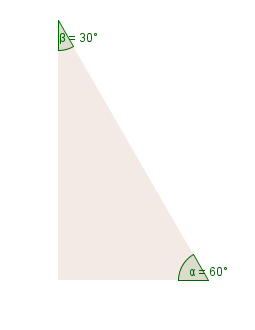 β = 30°
α = 60°